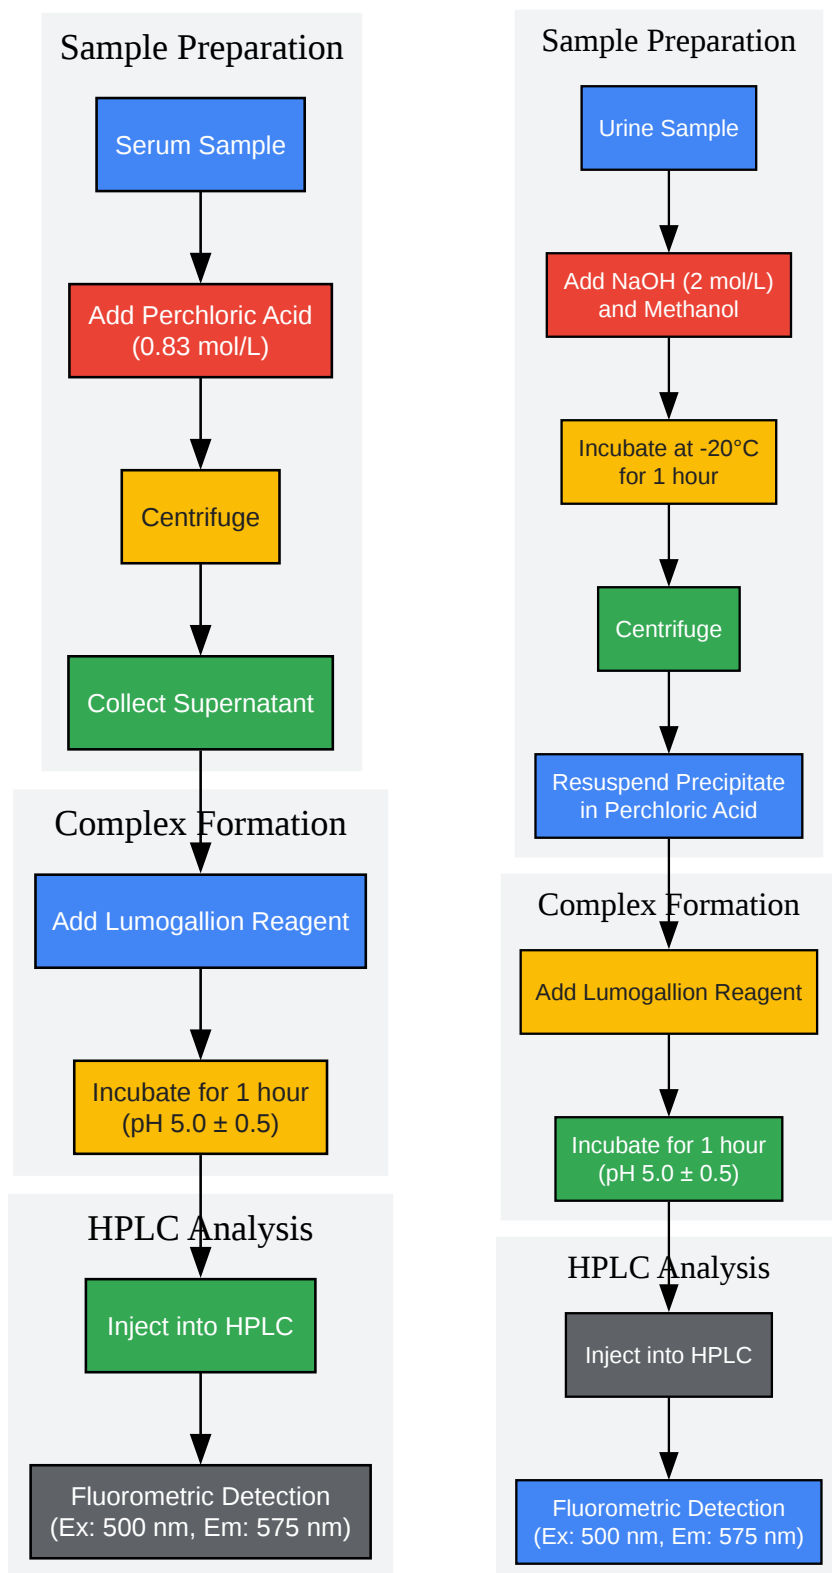 Sample Preparation
Serum Sample
Add Perchloric Acid
(0.83 mol/L)
Centrifuge
Collect Supernatant
Complex Formation
Add Lumogallion Reagent
Incubate for 1 hour
(pH 5.0 ± 0.5)
HPLC Analysis
Inject into HPLC
Fluorometric Detection
(Ex: 500 nm, Em: 575 nm)
Sample Preparation
Urine Sample
Add NaOH (2 mol/L)
and Methanol
Incubate at -20°C
for 1 hour
Centrifuge
Resuspend Precipitate
in Perchloric Acid
Complex Formation
Add Lumogallion Reagent
Incubate for 1 hour
(pH 5.0 ± 0.5)
HPLC Analysis
Inject into HPLC
Fluorometric Detection
(Ex: 500 nm, Em: 575 nm)